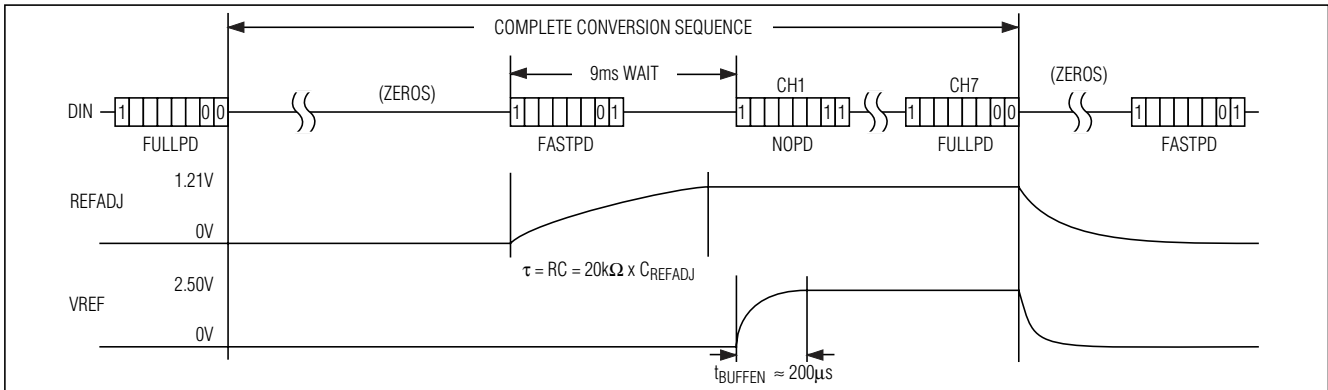 COMPLETE CONVERSION SEQUENCE
9ms WAIT
(ZEROS) CH1 CH7 (ZEROS)
DIN 1 0 0 1 0 1 1 1 1 1 0 0 1 0 1
FULLPD FASTPD NOPD FULLPD FASTPD
1.21V
REFADJ
0V
τ = RC = 20kΩ x CREFADJ
2.50V
VREF
0V
tBUFFEN ≈ 200µs